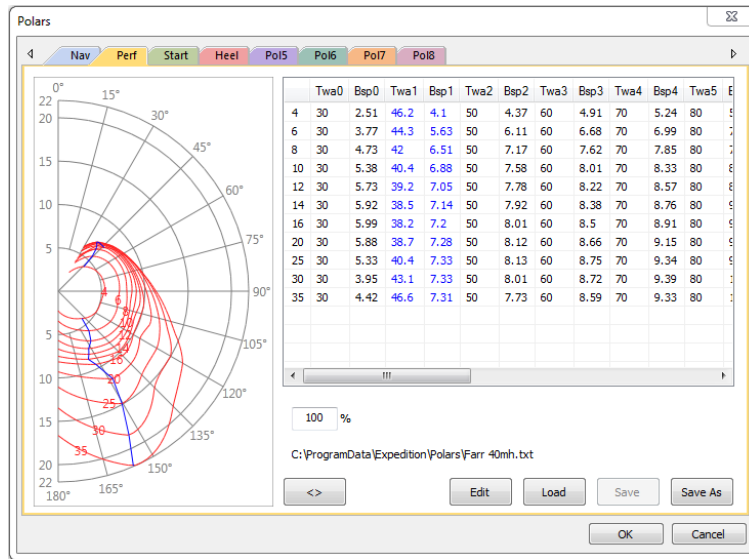 Polars
Nav Perf Start Heel Pol5 Pol6 Pol7 Pol8
0°
15°
30°
45°
60°
75°
90°
105°
120°
135°
150°
165°
180°
22
20
15
10
5
5
10
15
20
22
4
6
8
10
12
14
16
20
25
30
35
Twa0 Bsp0 Twa1 Bsp1 Twa2 Bsp2 Twa3 Bsp3 Twa4 Bsp4 Twa5
4 30 2.51 46.2 4.1 50 4.37 60 4.91 70 5.24 80
6 30 3.77 44.3 5.63 50 6.11 60 6.68 70 6.99 80
8 30 4.73 42 6.51 50 7.17 60 7.62 70 7.85 80
10 30 5.38 40.4 6.88 50 7.58 60 8.01 70 8.33 80
12 30 5.73 39.2 7.05 50 7.78 60 8.22 70 8.57 80
14 30 5.92 38.5 7.14 50 7.92 60 8.38 70 8.76 80
16 30 5.99 38.2 7.2 50 8.01 60 8.5 70 8.91 80
20 30 5.88 38.7 7.28 50 8.12 60 8.66 70 9.15 80
25 30 5.33 40.4 7.33 50 8.13 60 8.75 70 9.34 80
30 30 3.95 43.1 7.33 50 8.01 60 8.72 70 9.39 80
35 30 4.42 46.6 7.31 50 7.73 60 8.59 70 9.33 80
100 %
C:\ProgramData\Expedition\Polars\Farr 40mh.txt
<> Edit Load Save Save As
OK Cancel